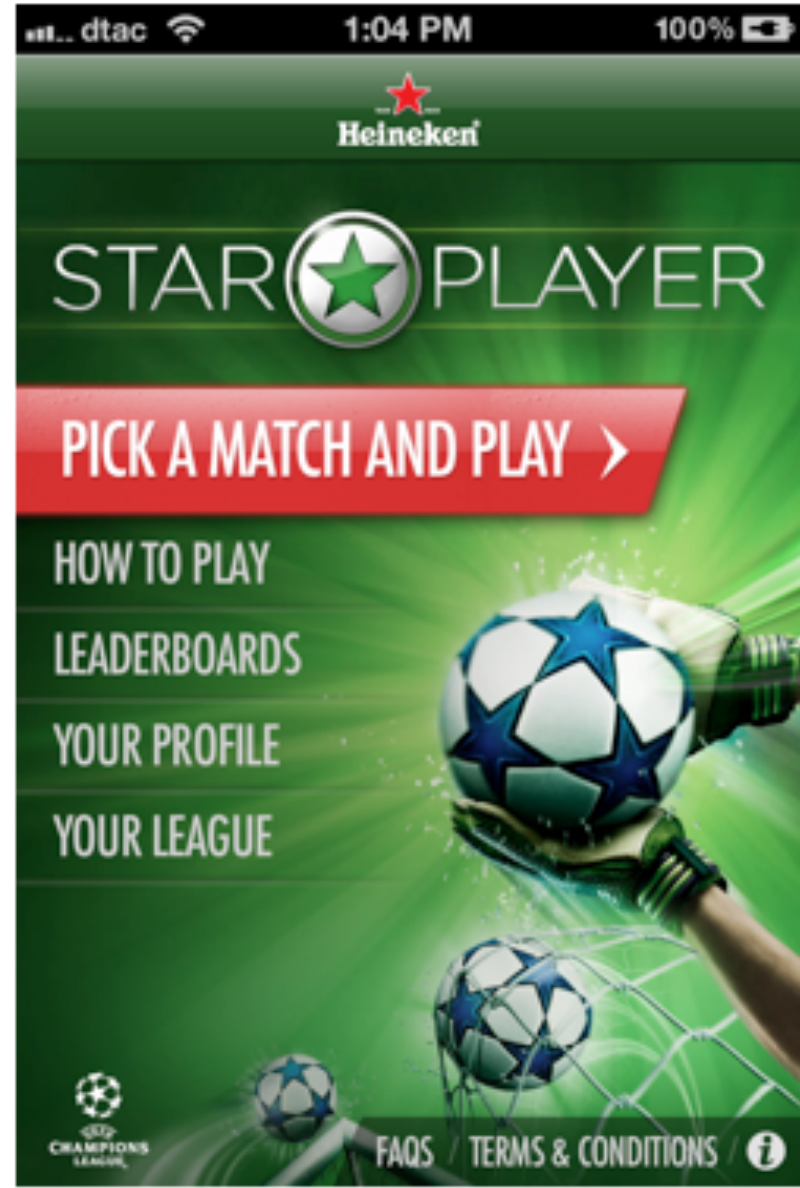 dtac 1:04 PM 100%
Heineken
STAR PLAYER
PICK A MATCH AND PLAY
HOW TO PLAY
LEADERBOARDS
YOUR PROFILE
YOUR LEAGUE
CHAMPIONS
LEAGUE
FAQS / TERMS & CONDITIONS / i